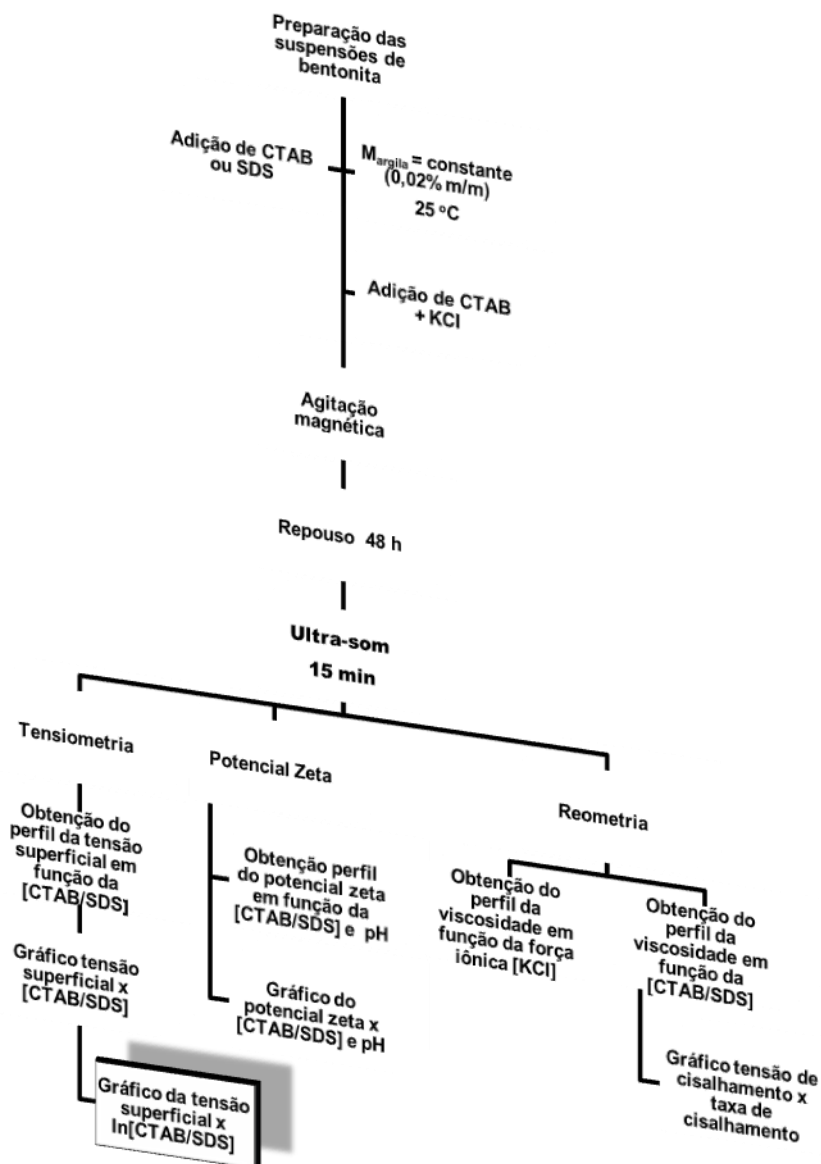 Preparação das
suspensões de
bentonita
Adição de CTAB
ou SDS
Margila = constante
(0,02% m/m)
25 °C
Adição de CTAB
+ KCl
Agitação
magnética
Repouso 48 h
Ultra-som
15 min
Tensiometria
Obtenção do
perfil da tensão
superficial em
função da
[CTAB/SDS]
Gráfico tensão
superficial x
[CTAB/SDS]
Gráfico da tensão
superficial x
ln[CTAB/SDS]
Potencial Zeta
Obtenção perfil
do potencial zeta
em função da
[CTAB/SDS] e pH
Gráfico do
potencial zeta x
[CTAB/SDS] e pH
Reometria
Obtenção do
perfil da
viscosidade em
função da força
iônica [KCl]
Obtenção do
perfil da
viscosidade em
função da
[CTAB/SDS]
Gráfico tensão de
cisalhamento x
taxa de
cisalhamento